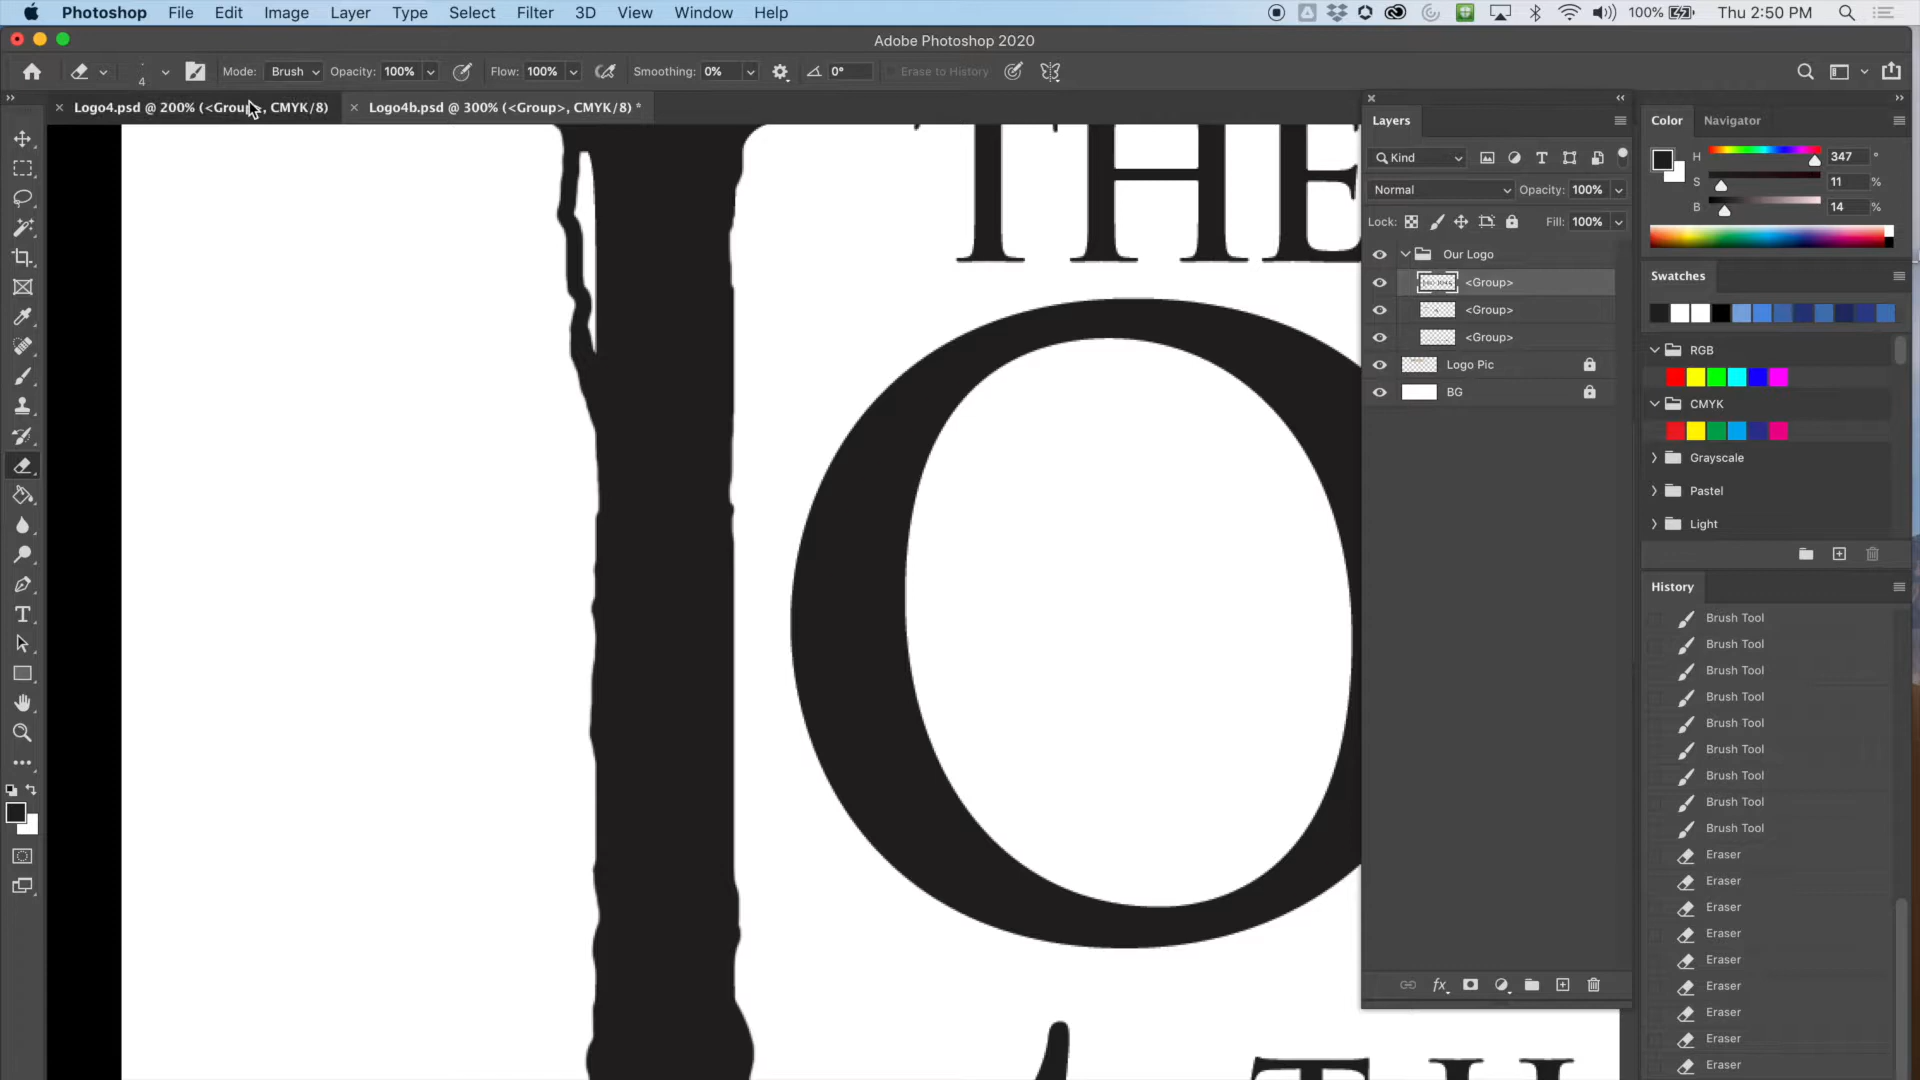 Photoshop File Edit Image Layer Type Select Filter 3D View Window Help 100% Thu 2:50 PM
Adobe Photoshop 2020
4 Mode: Brush Opacity: 100% Flow: 100% Smoothing: 0% 0° Erase to History
Logo4.psd @ 200% (<Group>, CMYK/8) Logo4b.psd @ 300% (<Group>, CMYK/8) *
THE
O
Layers
Kind
Normal Opacity: 100%
Lock: Fill: 100%
Our Logo
<Group>
<Group>
<Group>
Logo Pic
BG
fx
Color Navigator
H 347 °
S 11 %
B 14 %
Swatches
RGB
CMYK
Grayscale
Pastel
Light
History
Brush Tool
Brush Tool
Brush Tool
Brush Tool
Brush Tool
Brush Tool
Brush Tool
Brush Tool
Brush Tool
Eraser
Eraser
Eraser
Eraser
Eraser
Eraser
Eraser
Eraser
Eraser